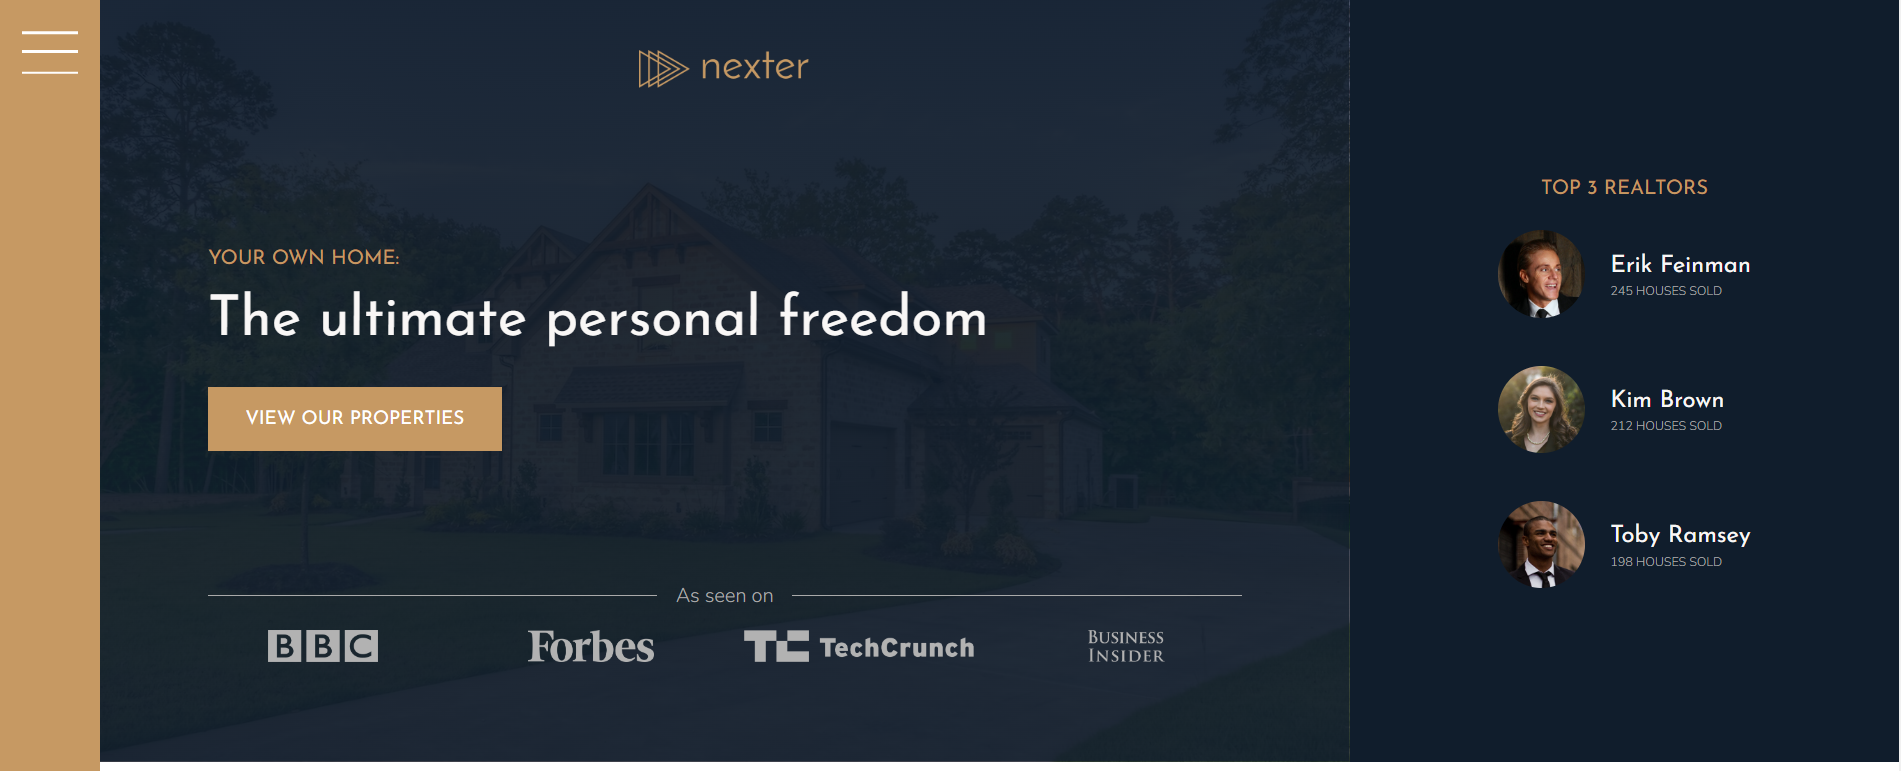 nexter
YOUR OWN HOME:
The ultimate personal freedom
VIEW OUR PROPERTIES
As seen on
BBC
Forbes
TC TechCrunch
BUSINESS
INSIDER
TOP 3 REALTORS
Erik Feinman
245 HOUSES SOLD
Kim Brown
212 HOUSES SOLD
Toby Ramsey
198 HOUSES SOLD